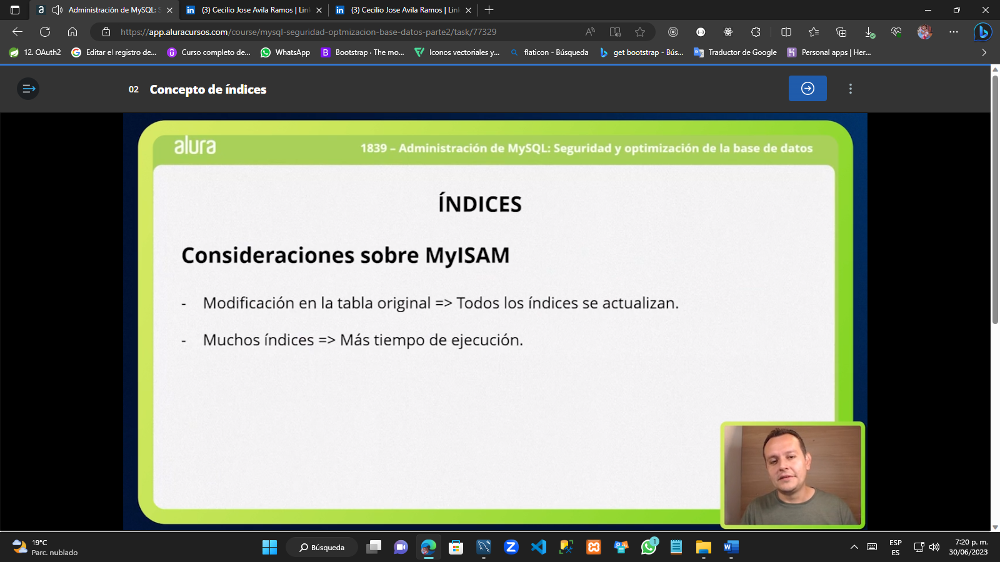 Administración de MySQL: S
(3) Cecilio Jose Avila Ramos | Lin
(3) Cecilio Jose Avila Ramos | Lin
https://app.aluracursos.com/course/mysql-seguridad-optmizacion-base-datos-parte2/task/77329
12. OAuth2
Editar el registro de...
Curso completo de...
WhatsApp
Bootstrap · The mo...
Iconos vectoriales y...
flaticon - Búsqueda
get bootstrap - Bús...
Traductor de Google
Personal apps | Her...
02 Concepto de índices
alura
1839 – Administración de MySQL: Seguridad y optimización de la base de datos
ÍNDICES
Consideraciones sobre MyISAM
- Modificación en la tabla original => Todos los índices se actualizan.
- Muchos índices => Más tiempo de ejecución.
19°C
Parc. nublado
Búsqueda
1
ESP
ES
7:20 p. m.
30/06/2023